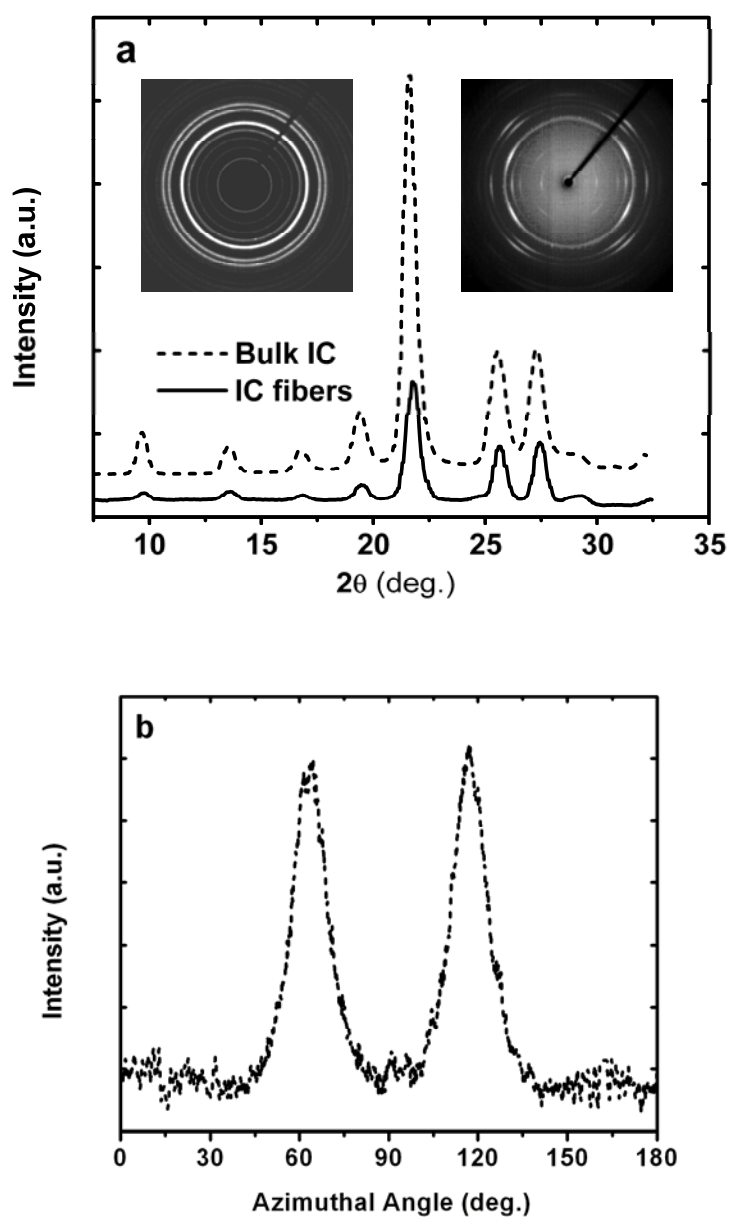 a
Intensity (a.u.)
Bulk IC
IC fibers
10 15 20 25 30 35
2θ (deg.)
b
Intensity (a.u.)
0 30 60 90 120 150 180
Azimuthal Angle (deg.)